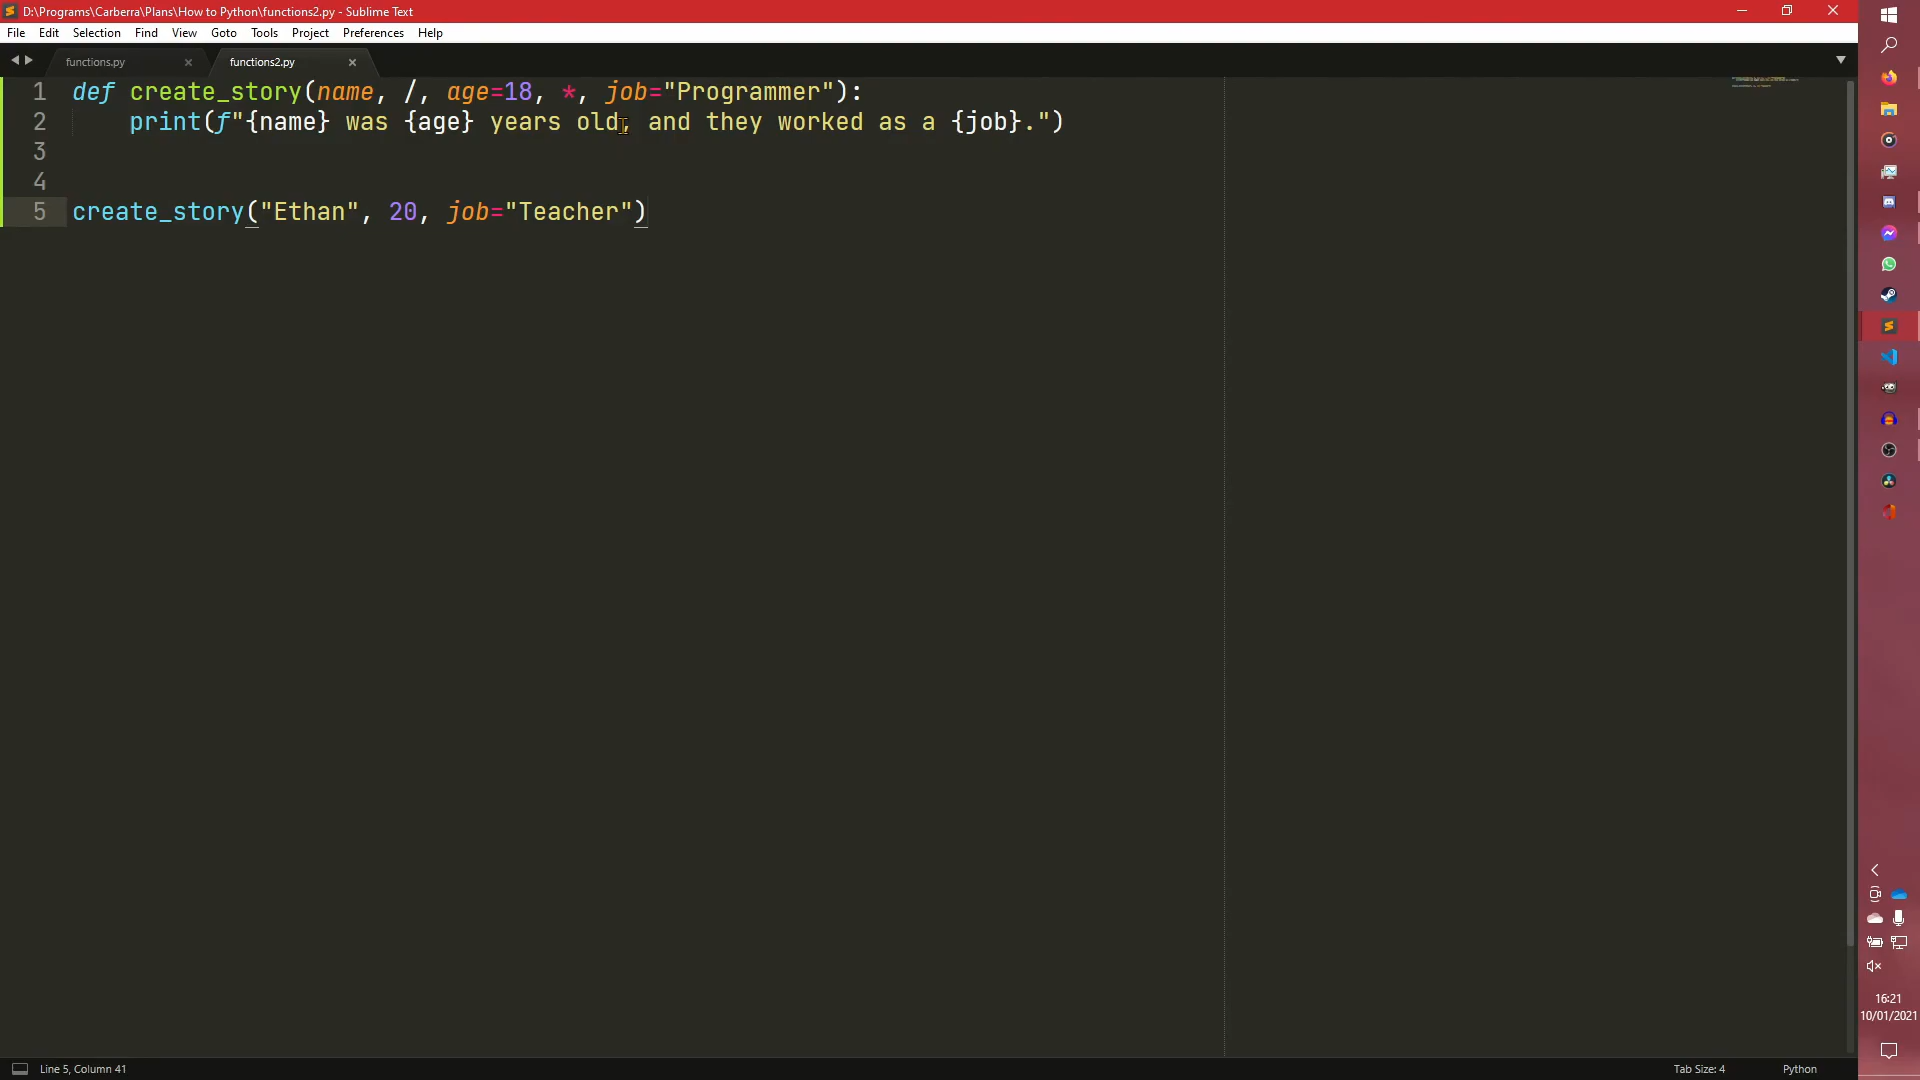 D:\Programs\Carberra\Plans\How to Python\functions2.py - Sublime Text
File Edit Selection Find View Goto Tools Project Preferences Help
functions.py functions2.py
1 def create_story(name, /, age=18, *, job="Programmer"):
2     print(f"{name} was {age} years old, and they worked as a {job}.")
3
4
5 create_story("Ethan", 20, job="Teacher")
16:21
10/01/2021
Line 5, Column 41 Tab Size: 4 Python